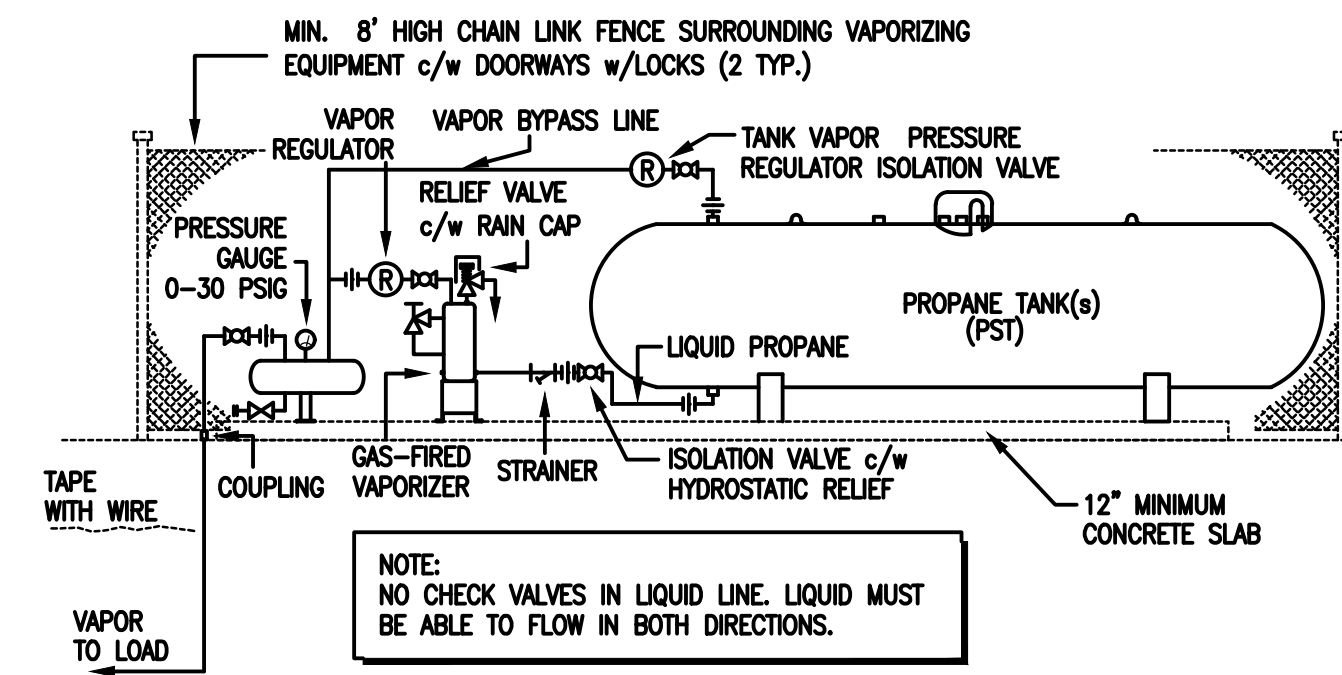 MIN. 8' HIGH CHAIN LINK FENCE SURROUNDING VAPORIZING
EQUIPMENT c/w DOORWAYS w/LOCKS (2 TYP.)
VAPOR
REGULATOR
VAPOR BYPASS LINE
TANK VAPOR PRESSURE
REGULATOR ISOLATION VALVE
R
RELIEF VALVE
c/w RAIN CAP
PRESSURE
GAUGE
0-30 PSIG
R
PROPANE TANK(s)
(PST)
LIQUID PROPANE
GAS-FIRED
VAPORIZER
STRAINER
ISOLATION VALVE c/w
HYDROSTATIC RELIEF
COUPLING
TAPE
WITH WIRE
12" MINIMUM
CONCRETE SLAB
NOTE:
NO CHECK VALVES IN LIQUID LINE. LIQUID MUST
BE ABLE TO FLOW IN BOTH DIRECTIONS.
VAPOR
TO LOAD